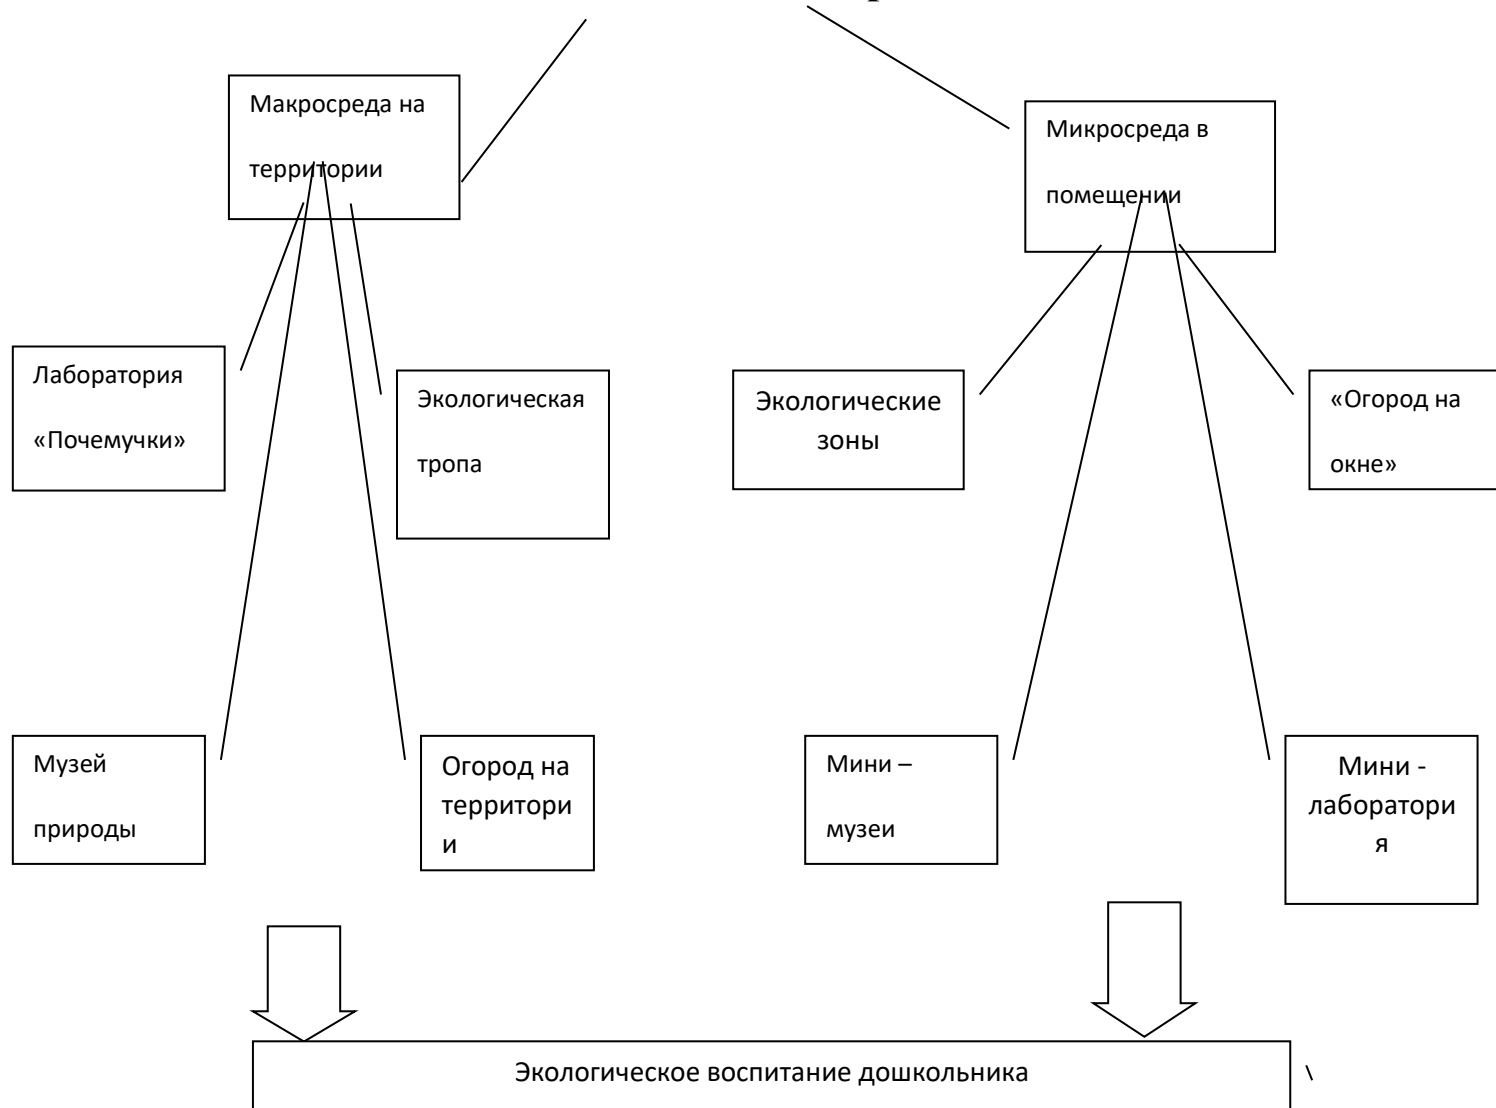 Макросреда на
территории
Микросреда в
помещении
Лаборатория
«Почемучки»
Экологическая
тропа
Экологические
зоны
«Огород на
окне»
Музей
природы
Огород на
территори
и
Мини –
музеи
Мини -
лаборатори
я
Экологическое воспитание дошкольника
\